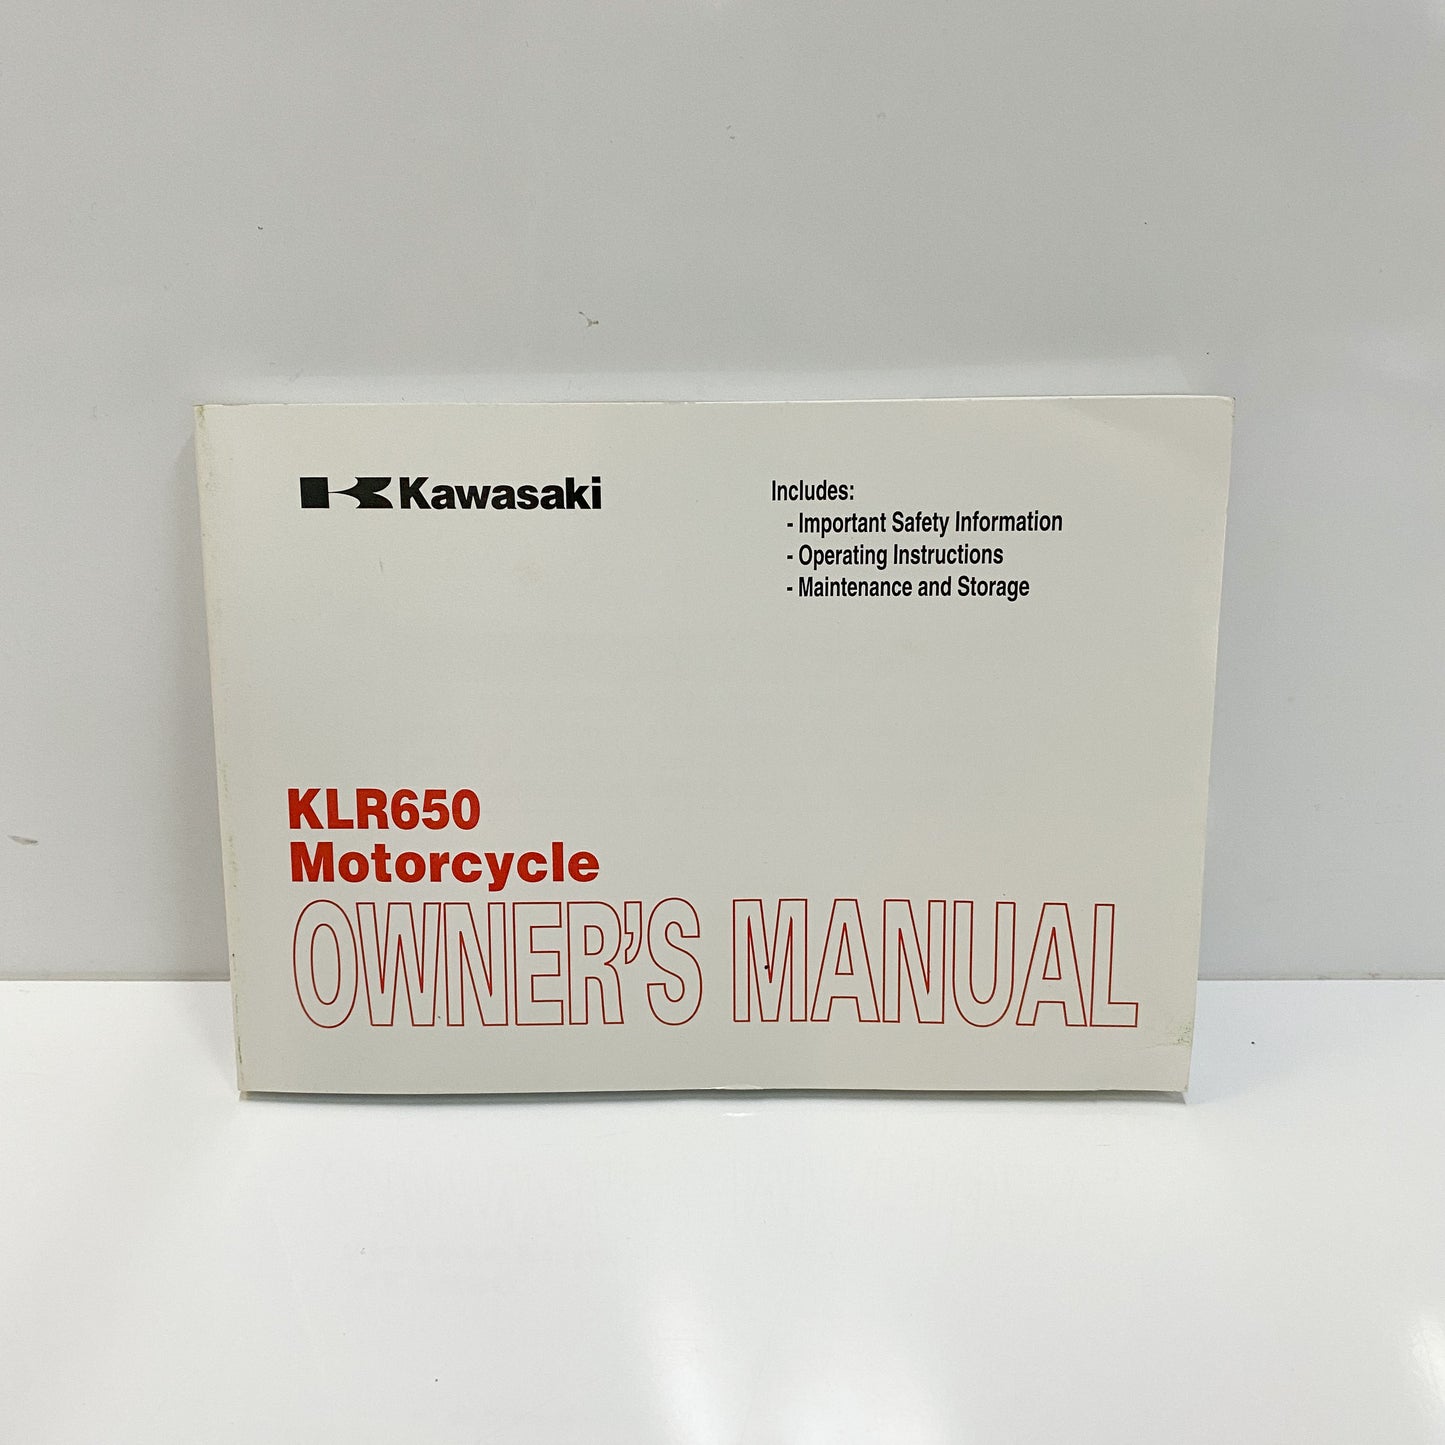 Kawasaki
Includes:
- Important Safety Information
- Operating Instructions
- Maintenance and Storage
KLR650
Motorcycle
OWNER'S MANUAL